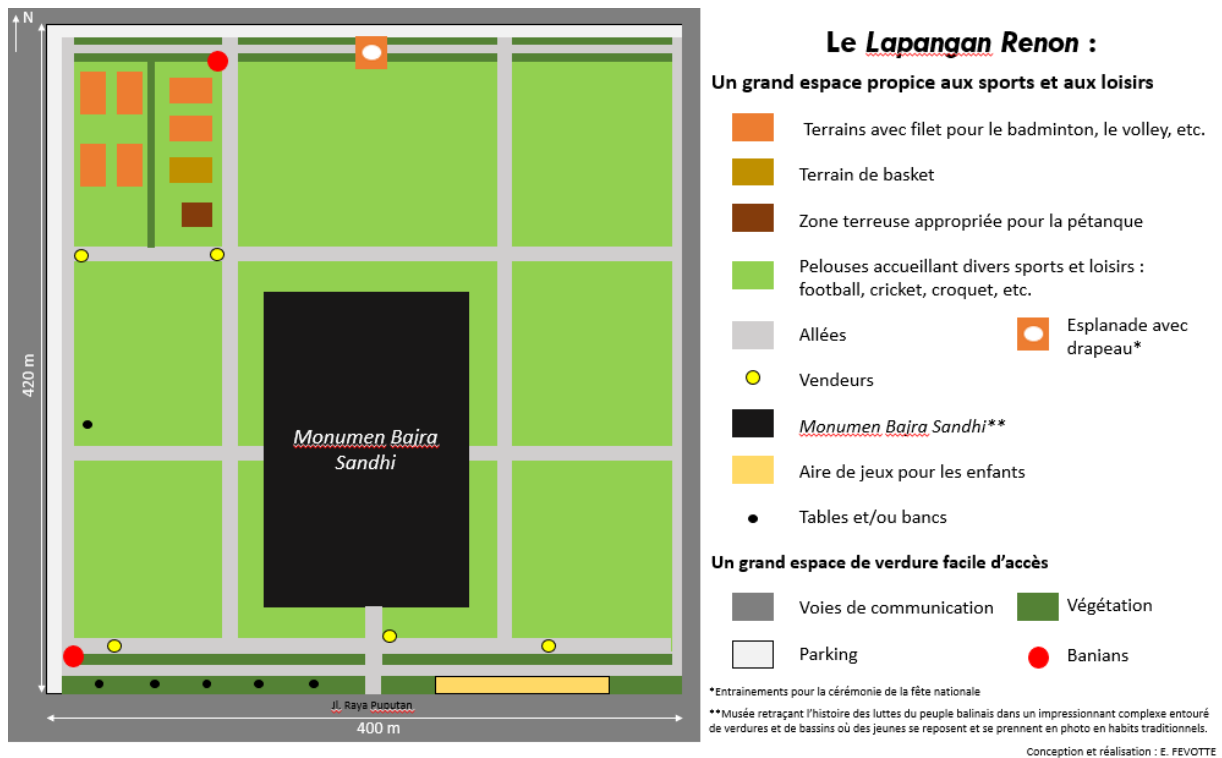 N
420 m
Monumen Bajra
Sandhi
Jl. Raya Puputan
400 m
Le Lapangan Renon :
Un grand espace propice aux sports et aux loisirs
Terrains avec filet pour le badminton, le volley, etc.
Terrain de basket
Zone terreuse appropriée pour la pétanque
Pelouses accueillant divers sports et loisirs :
football, cricket, croquet, etc.
Allées
Esplanade avec
drapeau*
Vendeurs
Monumen Bajra Sandhi**
Aire de jeux pour les enfants
Tables et/ou bancs
Un grand espace de verdure facile d’accès
Voies de communication
Végétation
Parking
Banians
*Entrainements pour la cérémonie de la fête nationale
**Musée retraçant l’histoire des luttes du peuple balinais dans un impressionnant complexe entouré
de verdures et de bassins où des jeunes se reposent et se prennent en photo en habits traditionnels.
Conception et réalisation : E. FEVOTTE